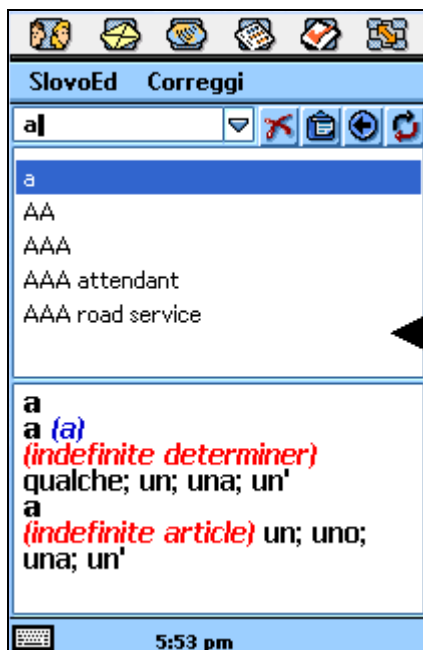 SlovoEd Correggi
a
a
AA
AAA
AAA attendant
AAA road service
a
a (a)
(indefinite determiner)
qualche; un; una; un'
a
(indefinite article) un; uno;
una; un'
5:53 pm